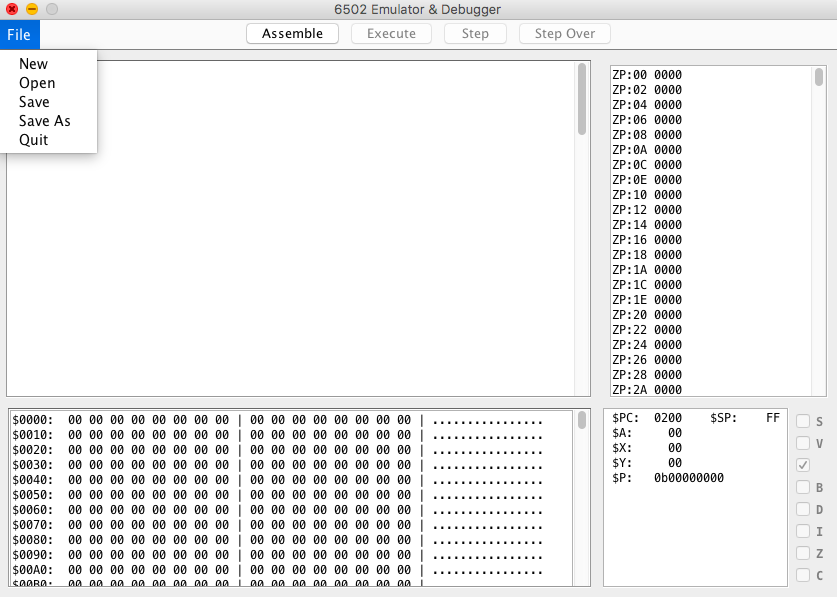 6502 Emulator & Debugger
File
Assemble
Execute
Step
Step Over
New
Open
Save
Save As
Quit
ZP:00 0000
ZP:02 0000
ZP:04 0000
ZP:06 0000
ZP:08 0000
ZP:0A 0000
ZP:0C 0000
ZP:0E 0000
ZP:10 0000
ZP:12 0000
ZP:14 0000
ZP:16 0000
ZP:18 0000
ZP:1A 0000
ZP:1C 0000
ZP:1E 0000
ZP:20 0000
ZP:22 0000
ZP:24 0000
ZP:26 0000
ZP:28 0000
ZP:2A 0000
$0000:  00 00 00 00 00 00 00 00 | 00 00 00 00 00 00 00 00 | ................
$0010:  00 00 00 00 00 00 00 00 | 00 00 00 00 00 00 00 00 | ................
$0020:  00 00 00 00 00 00 00 00 | 00 00 00 00 00 00 00 00 | ................
$0030:  00 00 00 00 00 00 00 00 | 00 00 00 00 00 00 00 00 | ................
$0040:  00 00 00 00 00 00 00 00 | 00 00 00 00 00 00 00 00 | ................
$0050:  00 00 00 00 00 00 00 00 | 00 00 00 00 00 00 00 00 | ................
$0060:  00 00 00 00 00 00 00 00 | 00 00 00 00 00 00 00 00 | ................
$0070:  00 00 00 00 00 00 00 00 | 00 00 00 00 00 00 00 00 | ................
$0080:  00 00 00 00 00 00 00 00 | 00 00 00 00 00 00 00 00 | ................
$0090:  00 00 00 00 00 00 00 00 | 00 00 00 00 00 00 00 00 | ................
$00A0:  00 00 00 00 00 00 00 00 | 00 00 00 00 00 00 00 00 | ................
$00B0:  00 00 00 00 00 00 00 00 | 00 00 00 00 00 00 00 00 |
$PC:  0200    $SP:    FF
$A:     00
$X:     00
$Y:     00
$P:   0b00000000
S
V
B
D
I
Z
C